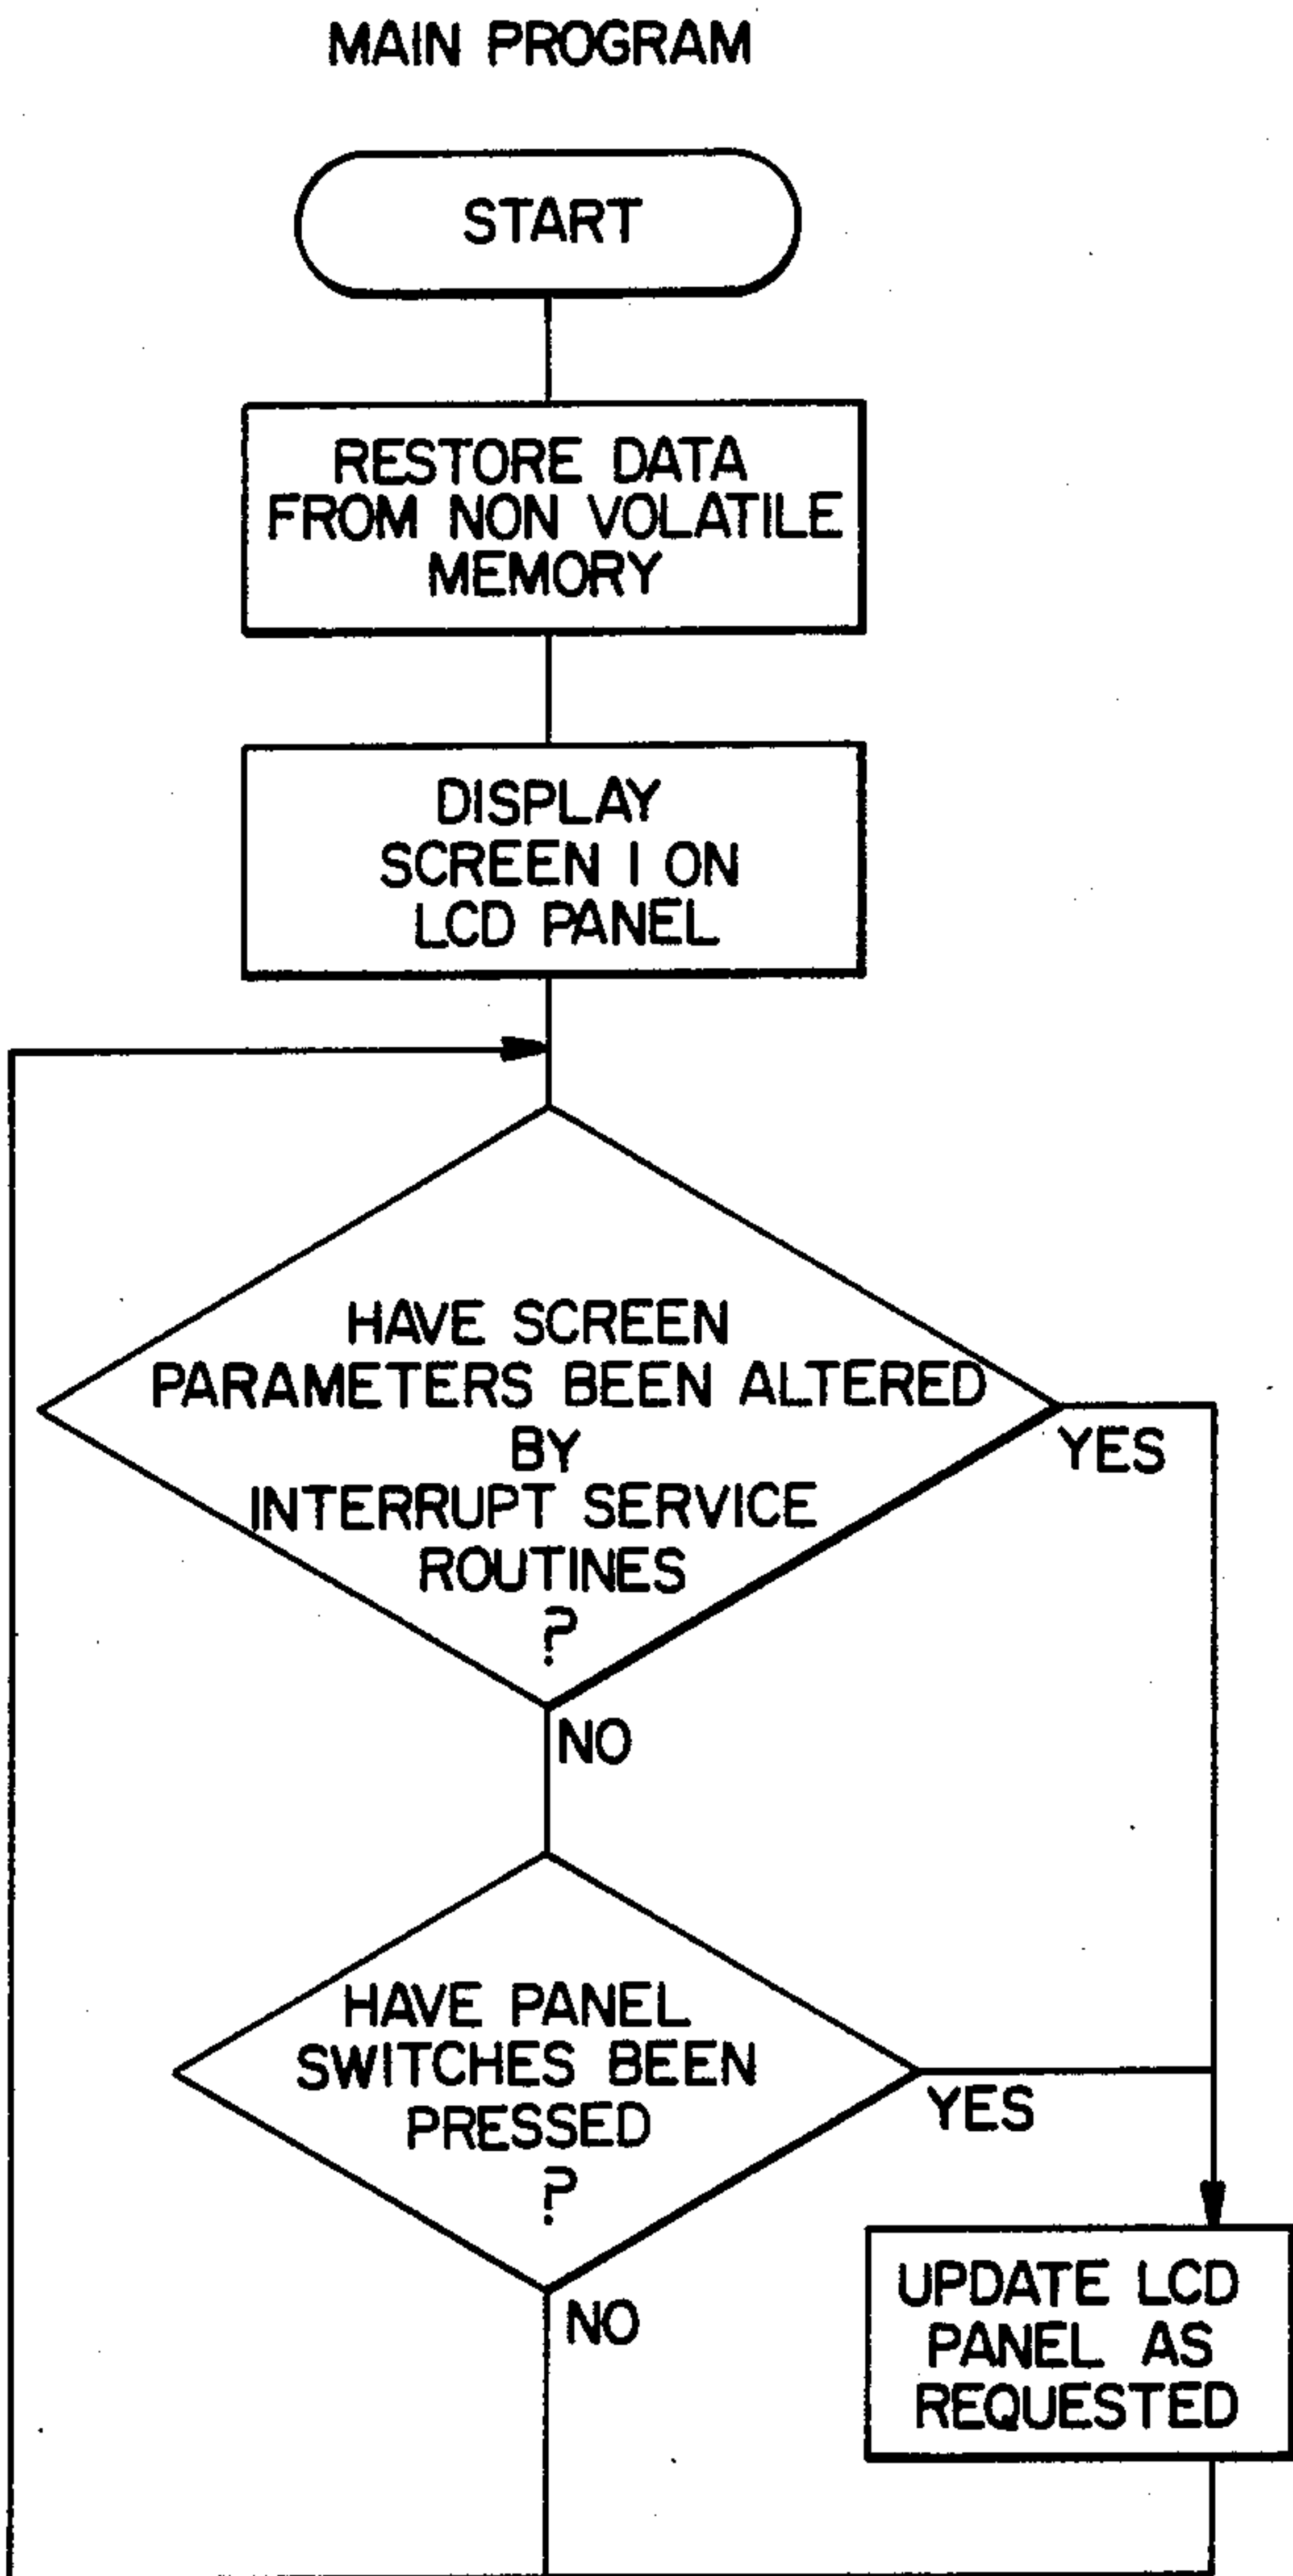 MAIN PROGRAM
START
RESTORE DATA
FROM NON VOLATILE
MEMORY
DISPLAY
SCREEN 1 ON
LCD PANEL
HAVE SCREEN
PARAMETERS BEEN ALTERED
BY
INTERRUPT SERVICE
ROUTINES
?
YES
NO
HAVE PANEL
SWITCHES BEEN
PRESSED
?
YES
NO
UPDATE LCD
PANEL AS
REQUESTED